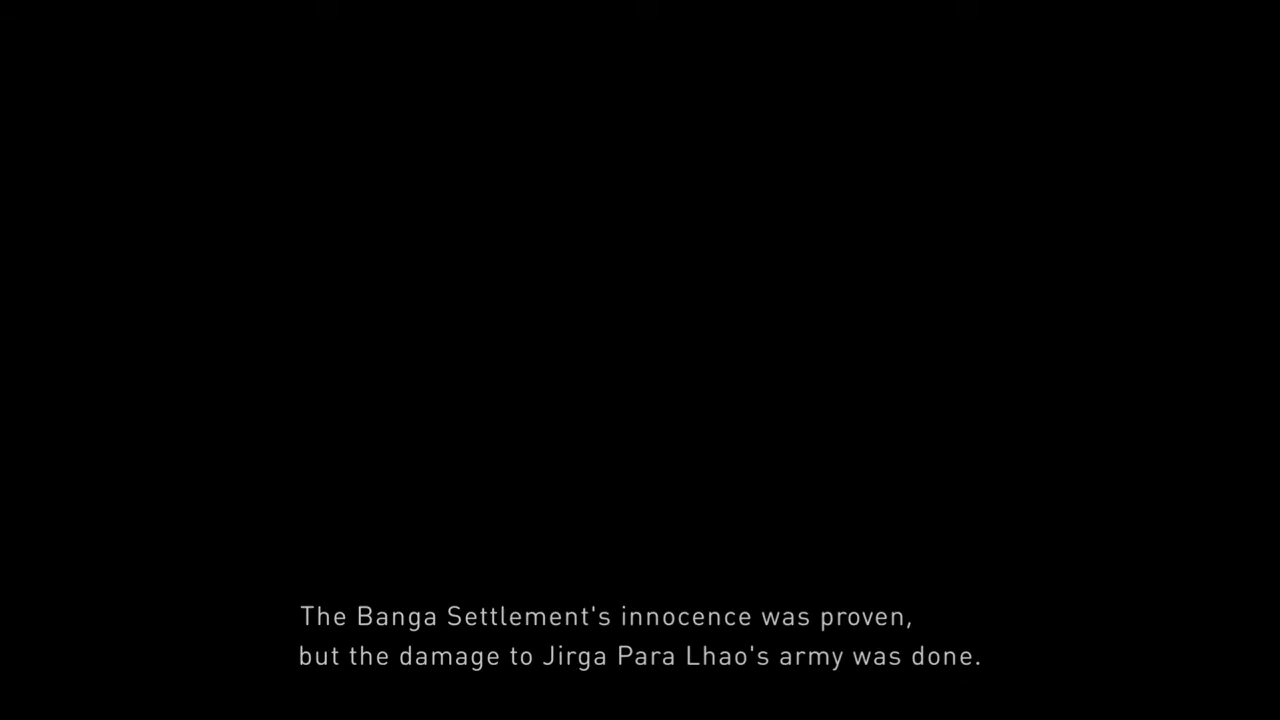 The Banga Settlement's innocence was proven,
but the damage to Jirga Para Lhao's army was done.